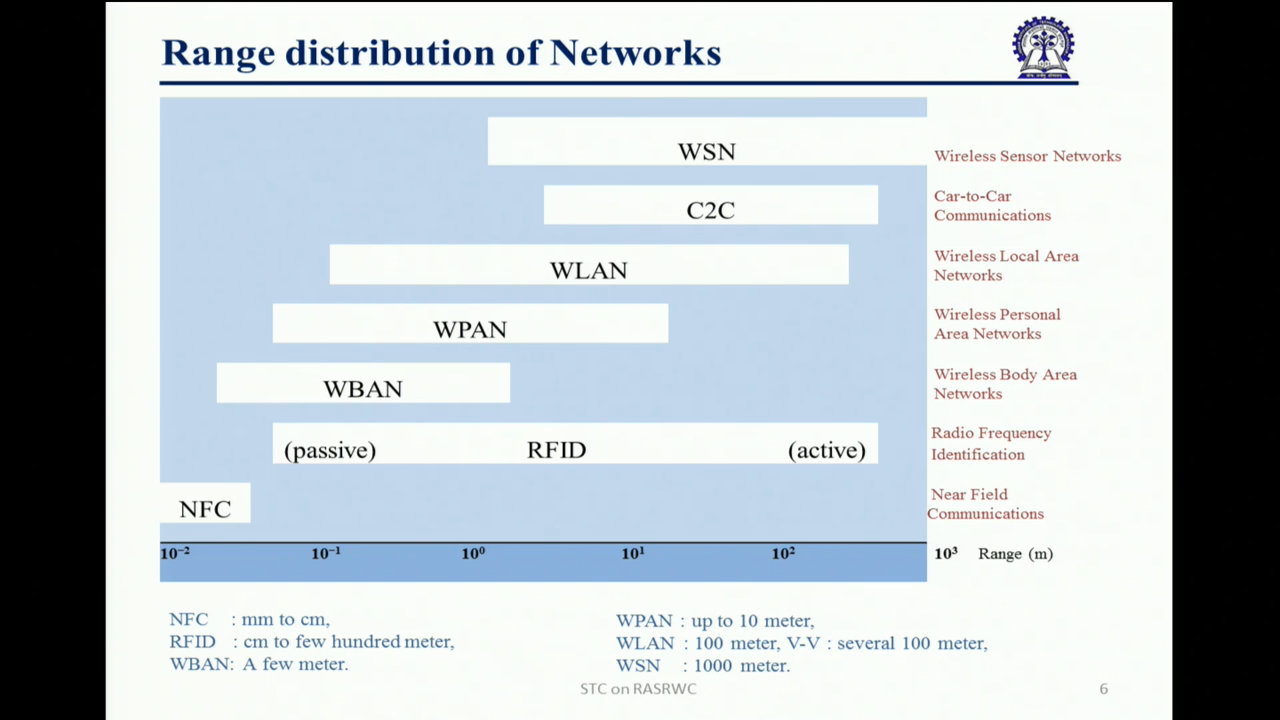 Range distribution of Networks
WSN
Wireless Sensor Networks
C2C
Car-to-Car
Communications
WLAN
Wireless Local Area
Networks
WPAN
Wireless Personal
Area Networks
WBAN
Wireless Body Area
Networks
(passive) RFID (active)
Radio Frequency
Identification
NFC
Near Field
Communications
10⁻² 10⁻¹ 10⁰ 10¹ 10² 10³ Range (m)
NFC : mm to cm,
RFID : cm to few hundred meter,
WBAN: A few meter.
WPAN : up to 10 meter,
WLAN : 100 meter, V-V : several 100 meter,
WSN : 1000 meter.
STC on RASRWC 6